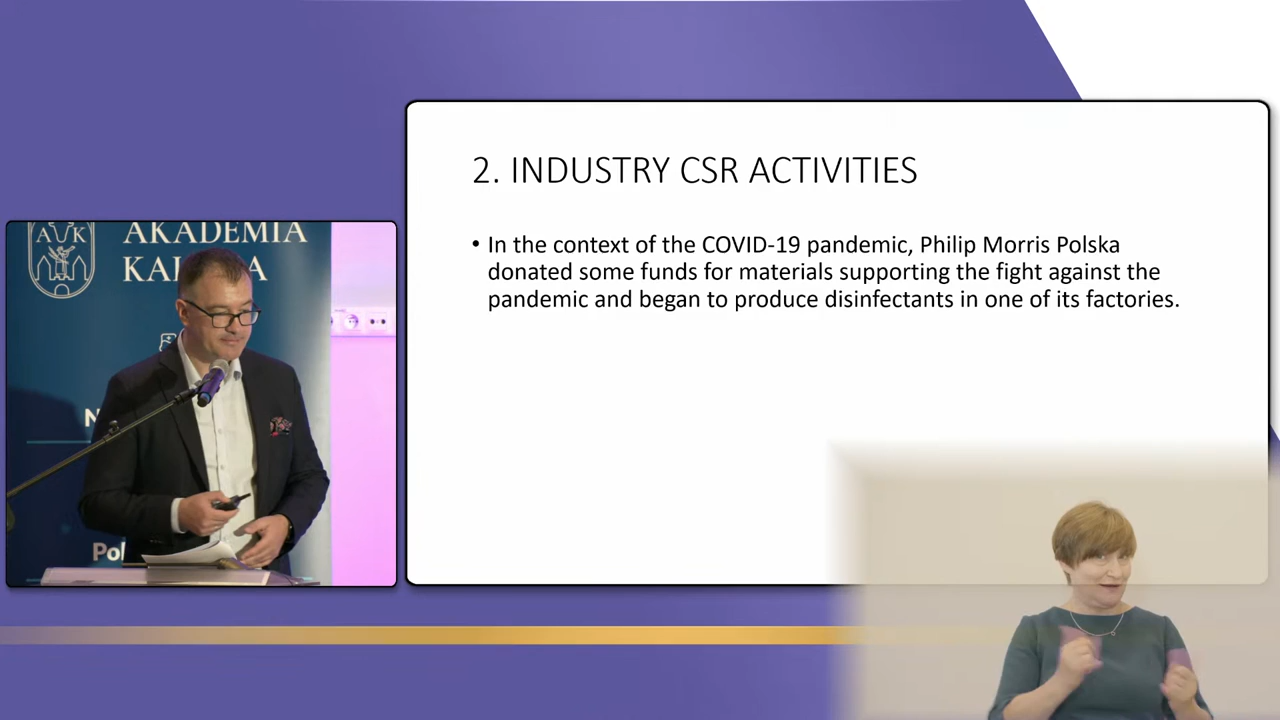 AKADEMIA
A K
2. INDUSTRY CSR ACTIVITIES
• In the context of the COVID-19 pandemic, Philip Morris Polska
donated some funds for materials supporting the fight against the
pandemic and began to produce disinfectants in one of its factories.